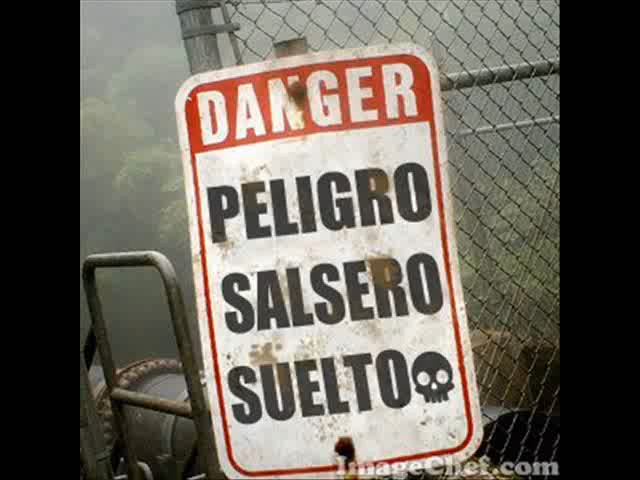 DANGER
PELIGRO
SALSERO
SUELTO
ImageChef.com